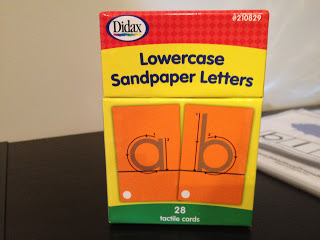 Didax
#210829
Lowercase
Sandpaper Letters
a b
28
tactile cards